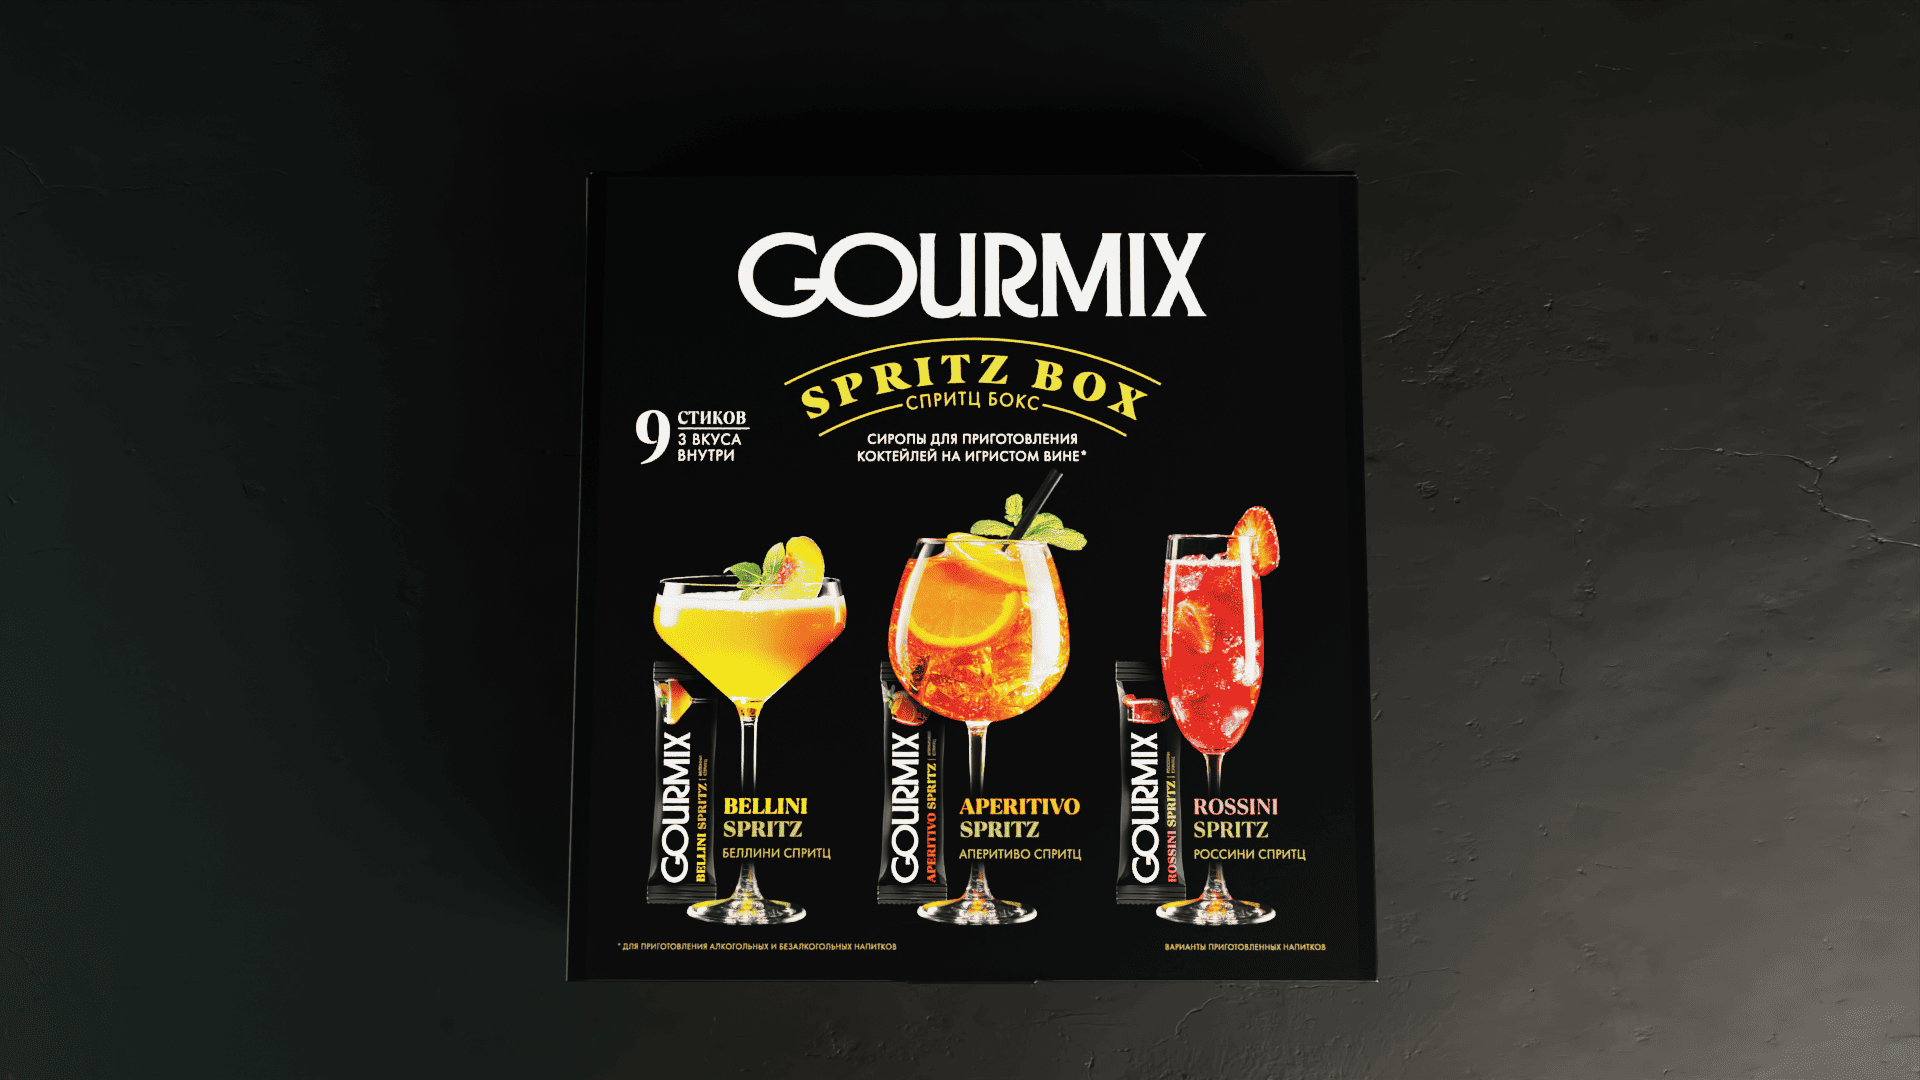 GOURMIX
SPRITZ BOX
СПРИТЦ БОКС
9 СТИКОВ
3 ВКУСА
ВНУТРИ
СИРОПЫ ДЛЯ ПРИГОТОВЛЕНИЯ
КОКТЕЙЛЕЙ НА ИГРИСТОМ ВИНЕ*
GOURMIX
BELLINI SPRITZ
BELLINI
SPRITZ
БЕЛЛИНИ СПРИТЦ
GOURMIX
APERITIVO SPRITZ
APERITIVO
SPRITZ
АПЕРИТИВО СПРИТЦ
GOURMIX
ROSSINI SPRITZ
ROSSINI
SPRITZ
РОССИНИ СПРИТЦ
* ДЛЯ ПРИГОТОВЛЕНИЯ АЛКОГОЛЬНЫХ И БЕЗАЛКОГОЛЬНЫХ НАПИТКОВ
ВАРИАНТЫ ПРИГОТОВЛЕННЫХ НАПИТКОВ